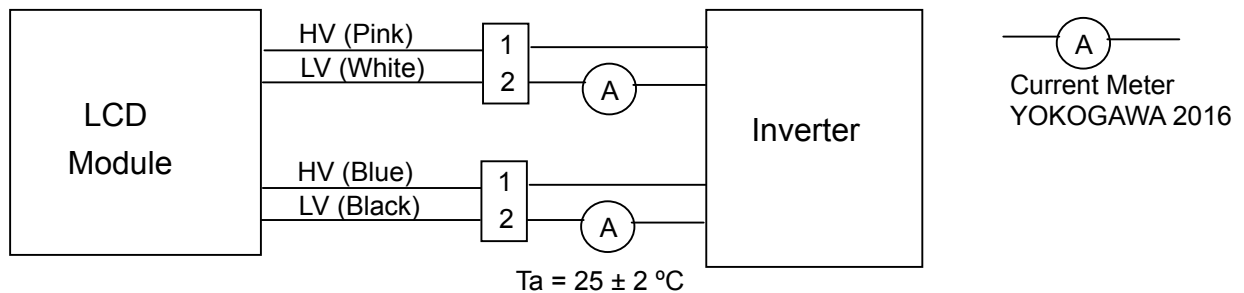 HV (Pink)
LV (White)
1
2
A
A
Current Meter
YOKOGAWA 2016
LCD
Module
Inverter
HV (Blue)
LV (Black)
1
2
A
Ta = 25 ± 2 ºC